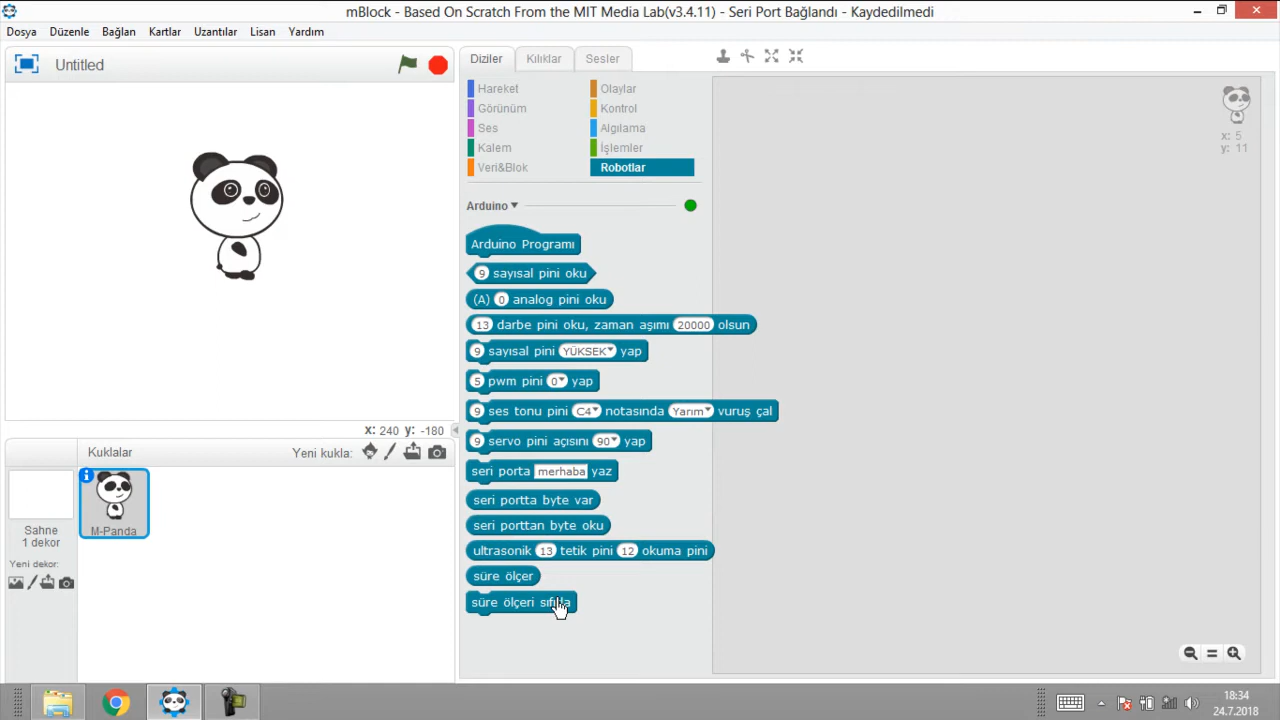 mBlock - Based On Scratch From the MIT Media Lab(v3.4.11) - Seri Port Bağlandı - Kaydedilmedi
Dosya Düzenle Bağlan Kartlar Uzantılar Lisan Yardım
Untitled
Diziler Kılıklar Sesler
Hareket Olaylar
Görünüm Kontrol
Ses Algılama
Kalem İşlemler
Veri&Blok Robotlar
x: 5
y: 11
Arduino
Arduino Programı
9 sayısal pini oku
(A) 0 analog pini oku
13 darbe pini oku, zaman aşımı 20000 olsun
9 sayısal pini YÜKSEK yap
5 pwm pini 0 yap
9 ses tonu pini C4 notasında Yarım vuruş çal
9 servo pini açısını 90 yap
seri porta merhaba yaz
seri portta byte var
seri porttan byte oku
ultrasonik 13 tetik pini 12 okuma pini
süre ölçer
süre ölçeri sıfırla
x: 240 y: -180
Kuklalar Yeni kukla:
M-Panda
Sahne
1 dekor
Yeni dekor:
18:34
24.7.2018